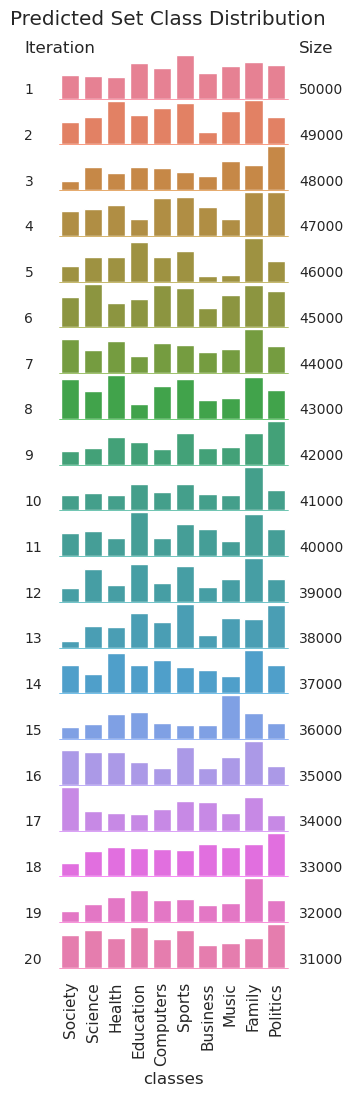 Predicted Set Class Distribution
Iteration Size
1 50000
2 49000
3 48000
4 47000
5 46000
6 45000
7 44000
8 43000
9 42000
10 41000
11 40000
12 39000
13 38000
14 37000
15 36000
16 35000
17 34000
18 33000
19 32000
20 31000
Society
Science
Health
Education
Computers
Sports
Business
Music
Family
Politics
classes